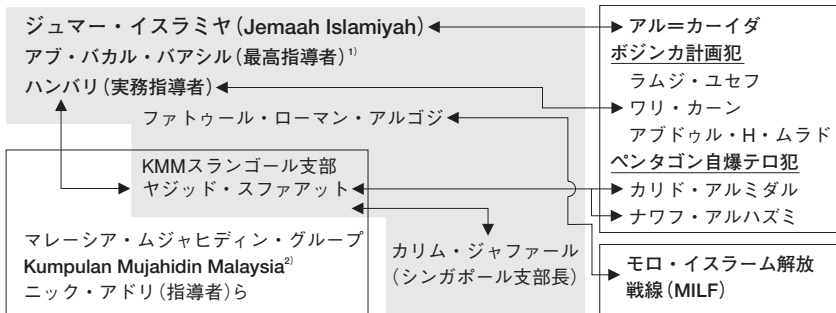 ジュマー・イスラミヤ(Jemaah Islamiyah)
アブ・バカル・バアシル(最高指導者)¹⁾
ハンバリ(実務指導者)
ファトゥール・ローマン・アルゴジ
KMMスランゴール支部
ヤジッド・スファアット
マレーシア・ムジャヒディン・グループ
Kumpulan Mujahidin Malaysia²⁾
ニック・アドリ(指導者)ら
カリム・ジャファール
(シンガポール支部長)
アル=カーイダ
ボジンカ計画犯
ラムジ・ユセフ
ワリ・カーン
アブドゥル・H・ムラド
ペンタゴン自爆テロ犯
カリド・アルミダル
ナワフ・アルハズミ
モロ・イスラーム解放
戦線(MILF)